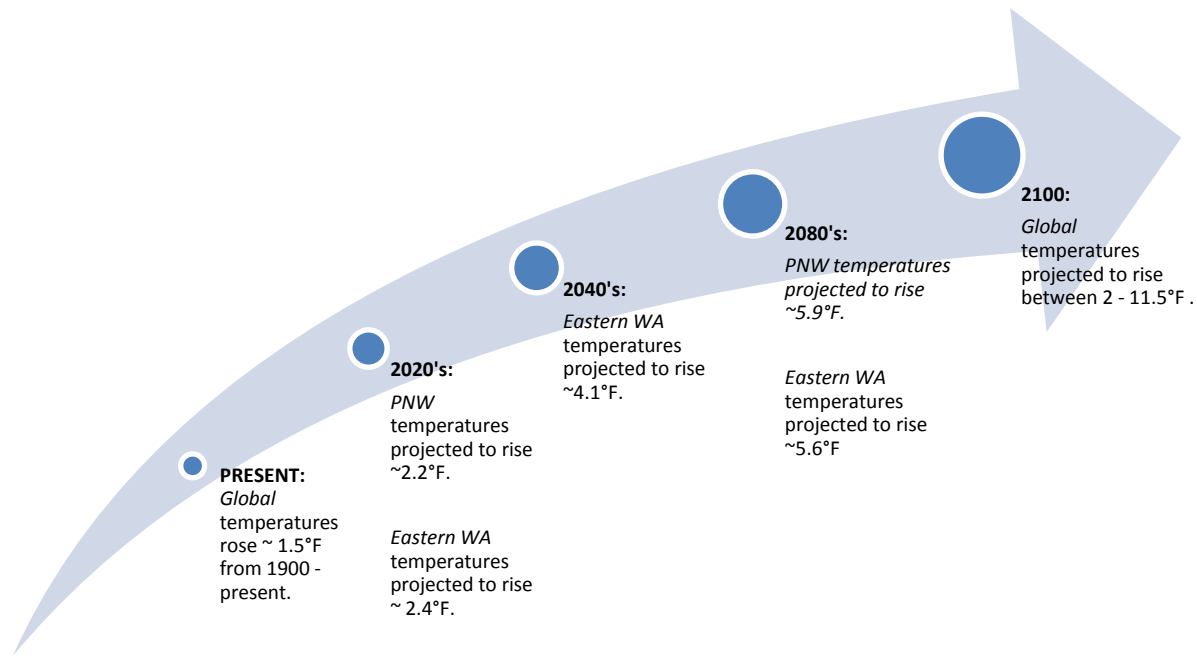 PRESENT:
Global
temperatures
rose ~ 1.5°F
from 1900 -
present.
2020's:
PNW
temperatures
projected to rise
~2.2°F.
Eastern WA
temperatures
projected to rise
~ 2.4°F.
2040's:
Eastern WA
temperatures
projected to rise
~4.1°F.
2080's:
PNW temperatures
projected to rise
~5.9°F.
Eastern WA
temperatures
projected to rise
~5.6°F
2100:
Global
temperatures
projected to rise
between 2 - 11.5°F .